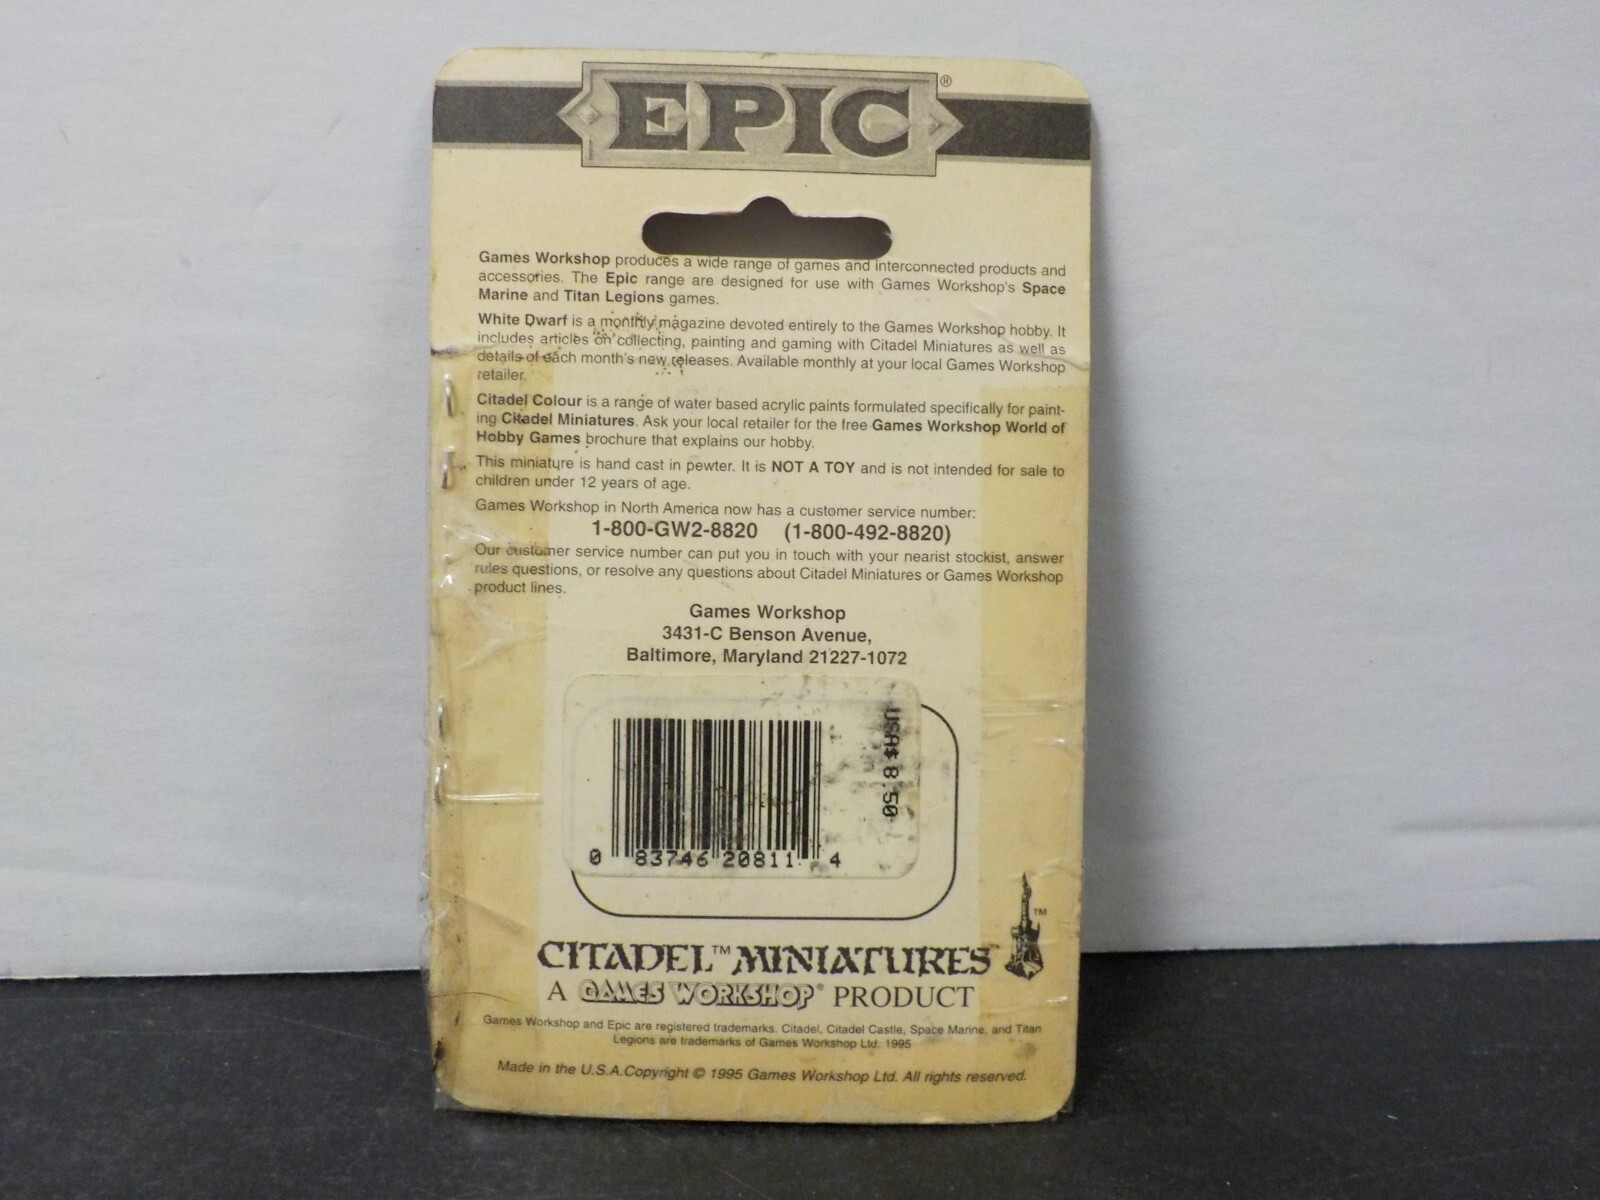 EPIC®
Games Workshop produces a wide range of games and interconnected products and
accessories. The Epic range are designed for use with Games Workshop's Space
Marine and Titan Legions games.
White Dwarf is a monthly magazine devoted entirely to the Games Workshop hobby. It
includes articles on collecting, painting and gaming with Citadel Miniatures as well as
details of each month's new releases. Available monthly at your local Games Workshop
retailer.
Citadel Colour is a range of water based acrylic paints formulated specifically for paint-
ing Citadel Miniatures. Ask your local retailer for the free Games Workshop World of
Hobby Games brochure that explains our hobby.
This miniature is hand cast in pewter. It is NOT A TOY and is not intended for sale to
children under 12 years of age.
Games Workshop in North America now has a customer service number:
1-800-GW2-8820 (1-800-492-8820)
Our customer service number can put you in touch with your nearist stockist, answer
rules questions, or resolve any questions about Citadel Miniatures or Games Workshop
product lines.
Games Workshop
3431-C Benson Avenue,
Baltimore, Maryland 21227-1072
USA$ 8.50
0 83746 20811 4
CITADEL™ MINIATURES ™
A GAMES WORKSHOP® PRODUCT
Games Workshop and Epic are registered trademarks. Citadel, Citadel Castle, Space Marine, and Titan
Legions are trademarks of Games Workshop Ltd. 1995
Made in the U.S.A.Copyright © 1995 Games Workshop Ltd. All rights reserved.